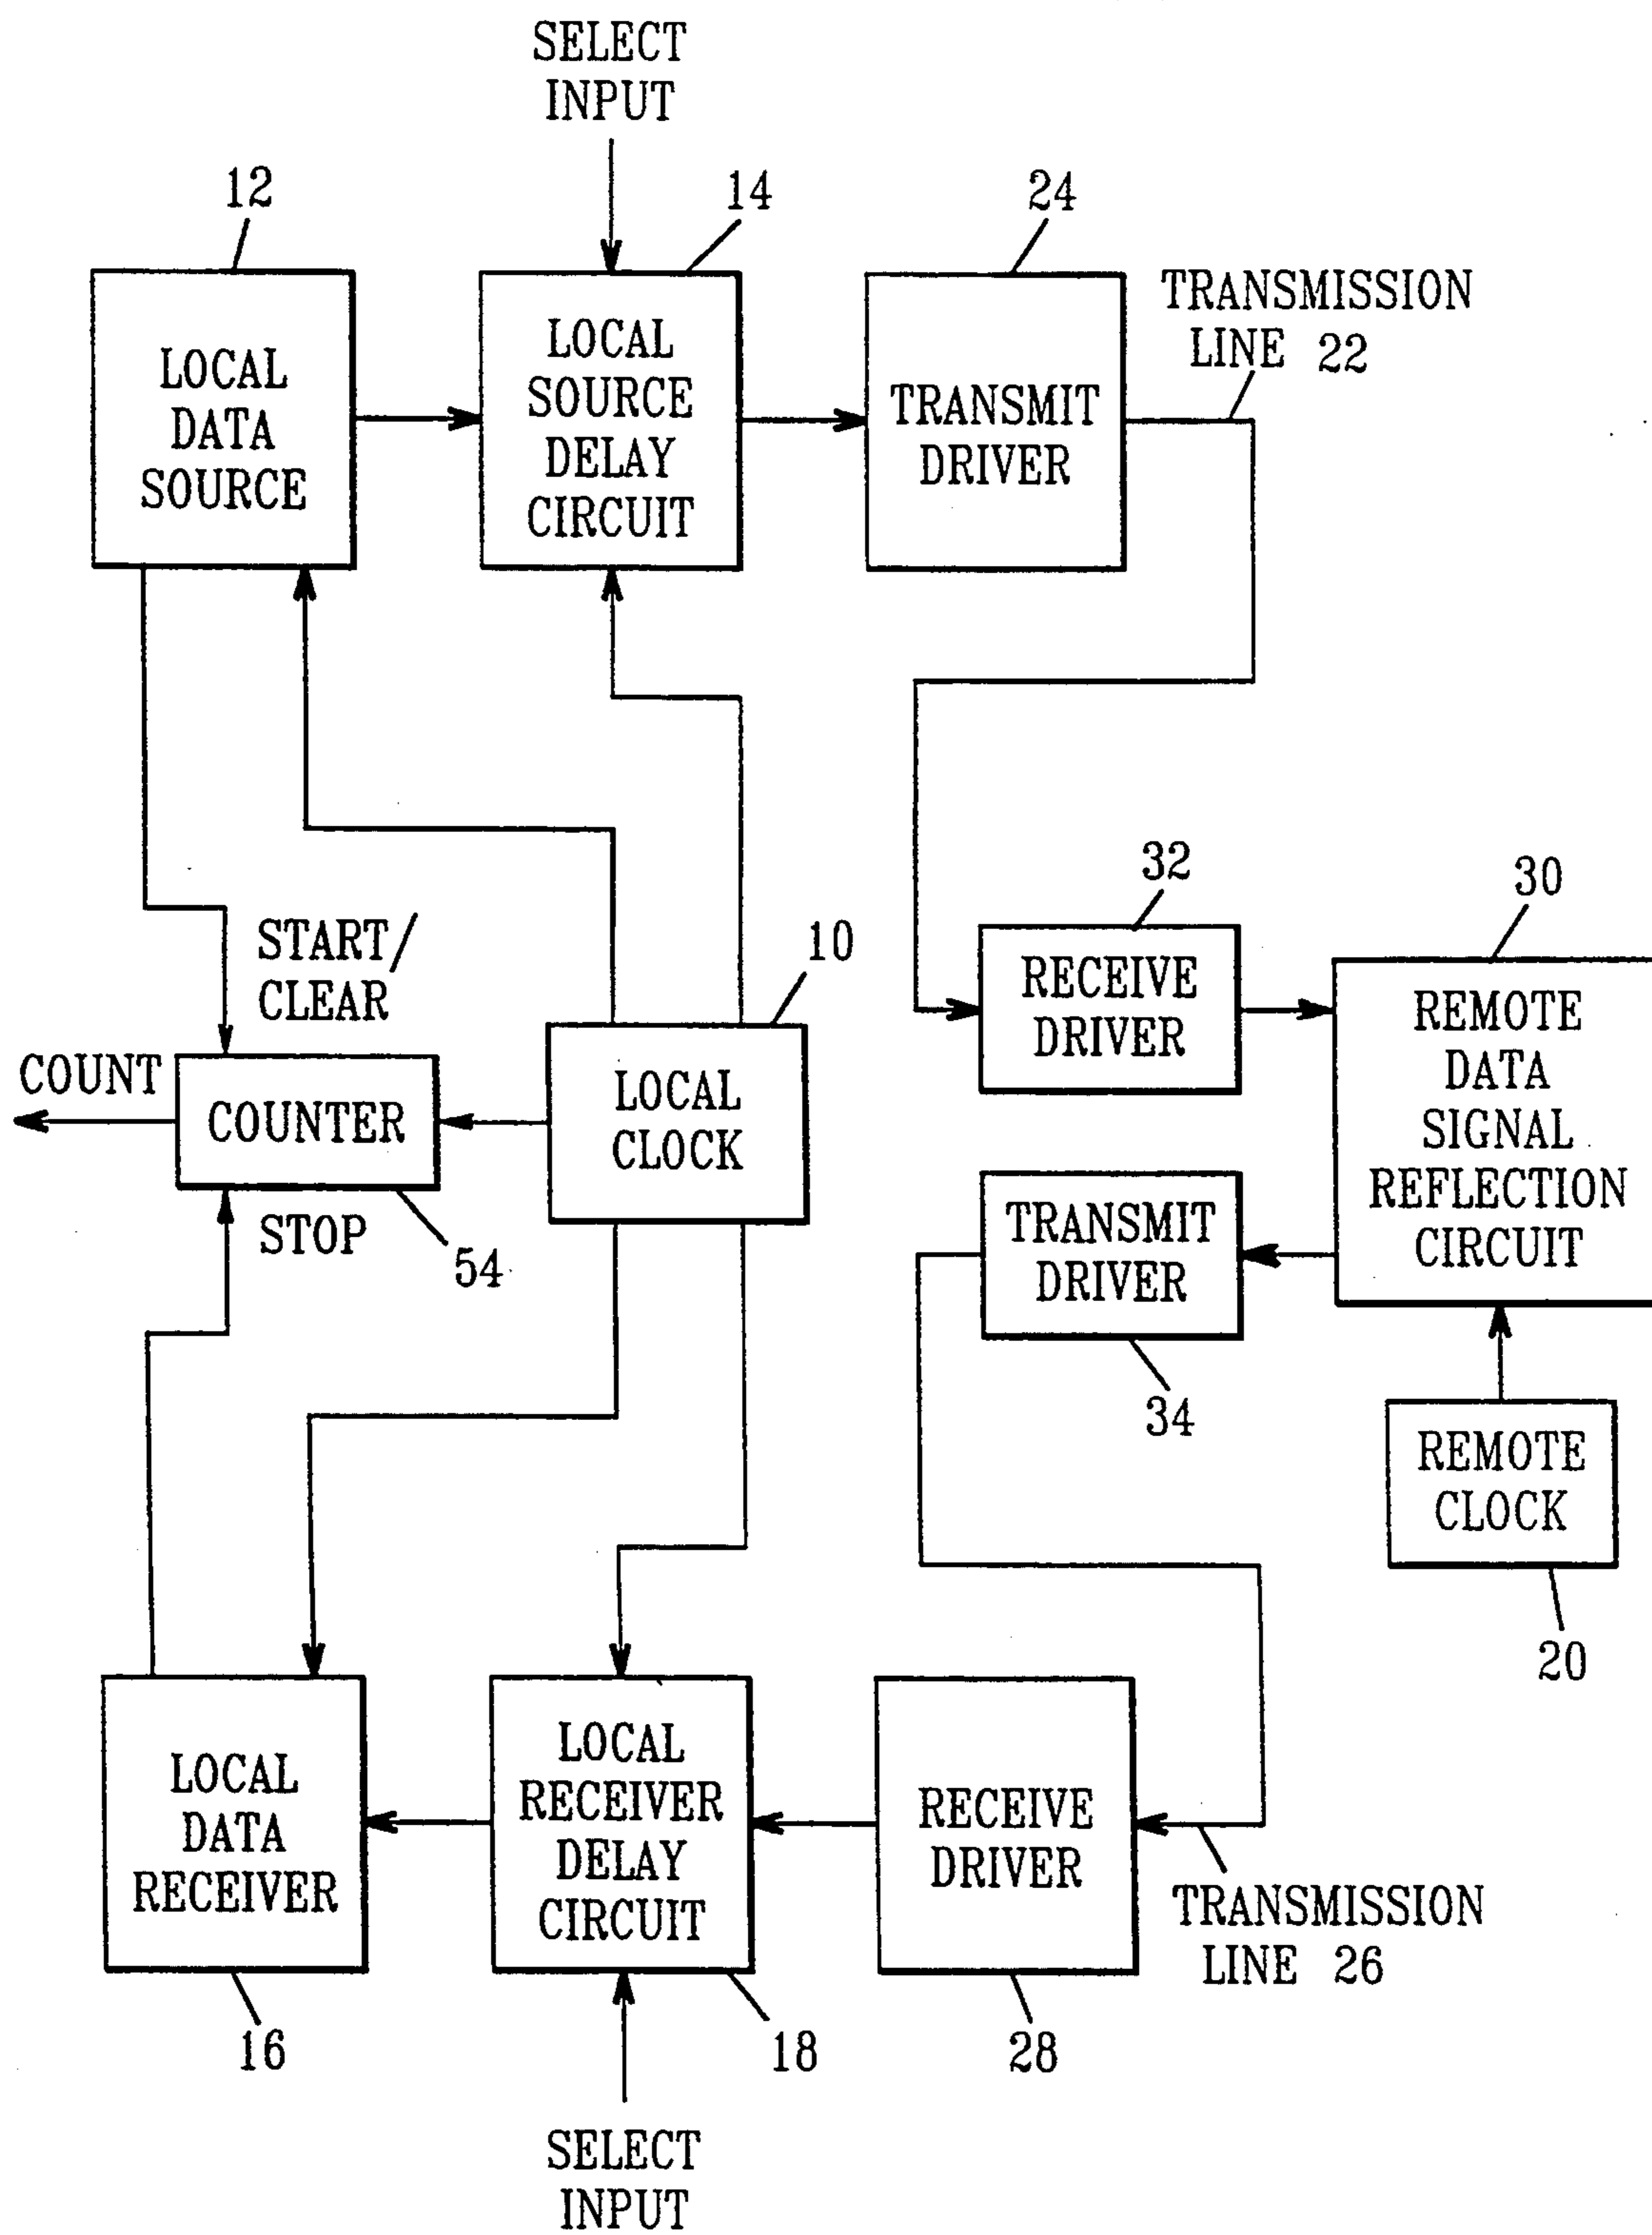 SELECT
INPUT
12
14
24
TRANSMISSION
LINE 22
LOCAL
DATA
SOURCE
LOCAL
SOURCE
DELAY
CIRCUIT
TRANSMIT
DRIVER
32
30
START/
CLEAR
10
RECEIVE
DRIVER
REMOTE
DATA
SIGNAL
REFLECTION
CIRCUIT
COUNT
COUNTER
LOCAL
CLOCK
STOP
54
TRANSMIT
DRIVER
34
REMOTE
CLOCK
20
LOCAL
DATA
RECEIVER
LOCAL
RECEIVER
DELAY
CIRCUIT
RECEIVE
DRIVER
TRANSMISSION
LINE 26
16
18
28
SELECT
INPUT